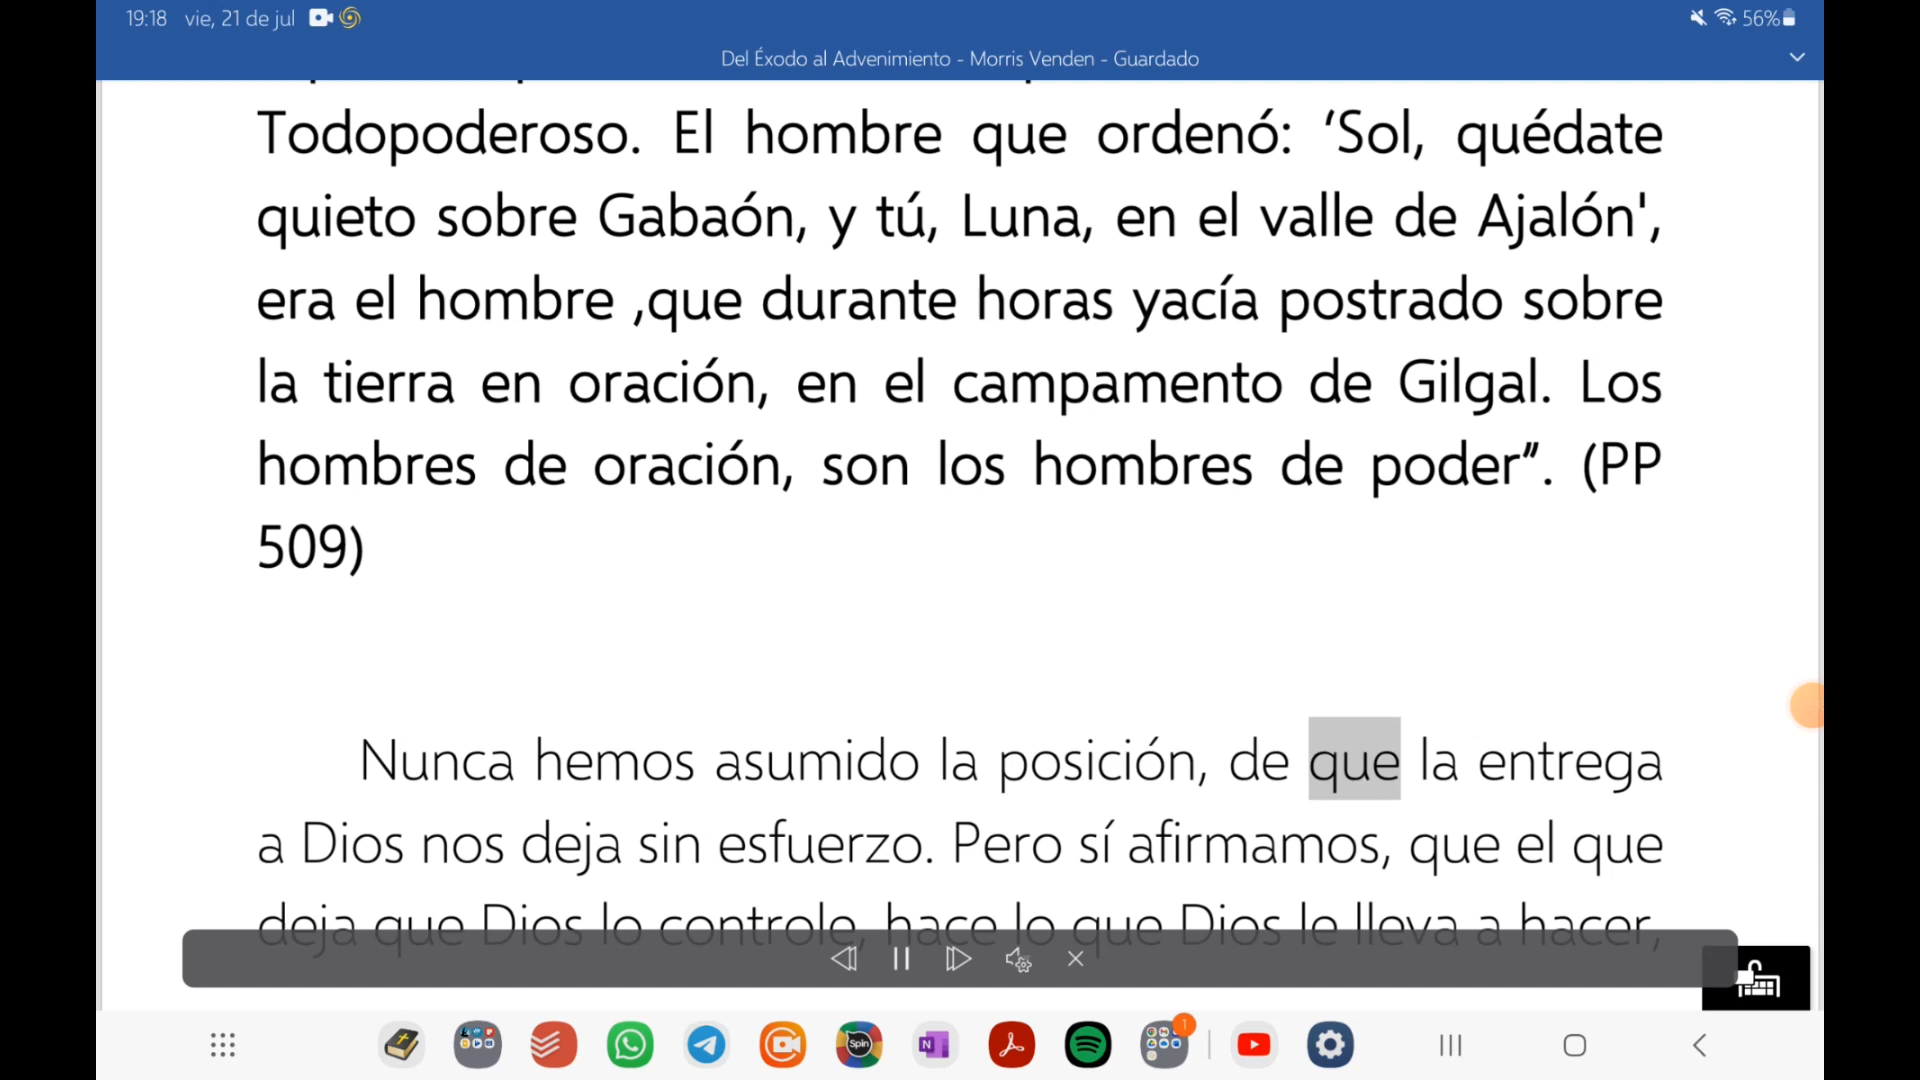 19:18 vie, 21 de jul 56%
Del Éxodo al Advenimiento - Morris Venden - Guardado
Todopoderoso. El hombre que ordenó: ‘Sol, quédate
quieto sobre Gabaón, y tú, Luna, en el valle de Ajalón',
era el hombre ,que durante horas yacía postrado sobre
la tierra en oración, en el campamento de Gilgal. Los
hombres de oración, son los hombres de poder”. (PP
509)
Nunca hemos asumido la posición, de que la entrega
a Dios nos deja sin esfuerzo. Pero sí afirmamos, que el que
deja que Dios lo controle, hace lo que Dios le lleva a hacer,
Spin
N
1